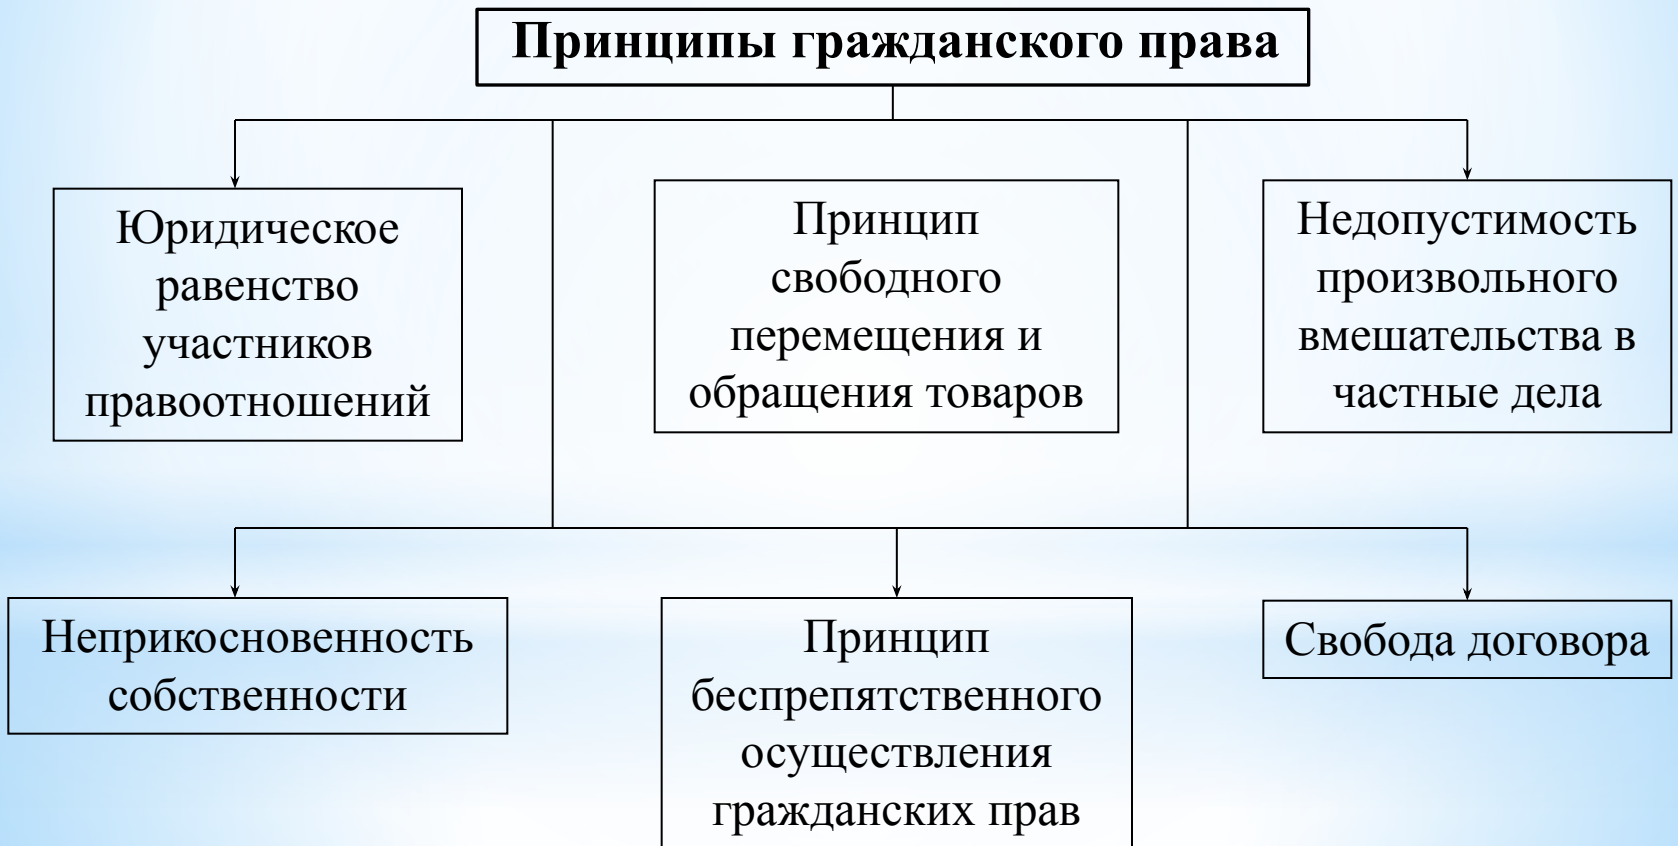 Принципы гражданского права
Юридическое
равенство
участников
правоотношений
Принцип
свободного
перемещения и
обращения товаров
Недопустимость
произвольного
вмешательства в
частные дела
Неприкосновенность
собственности
Принцип
беспрепятственного
осуществления
гражданских прав
Свобода договора